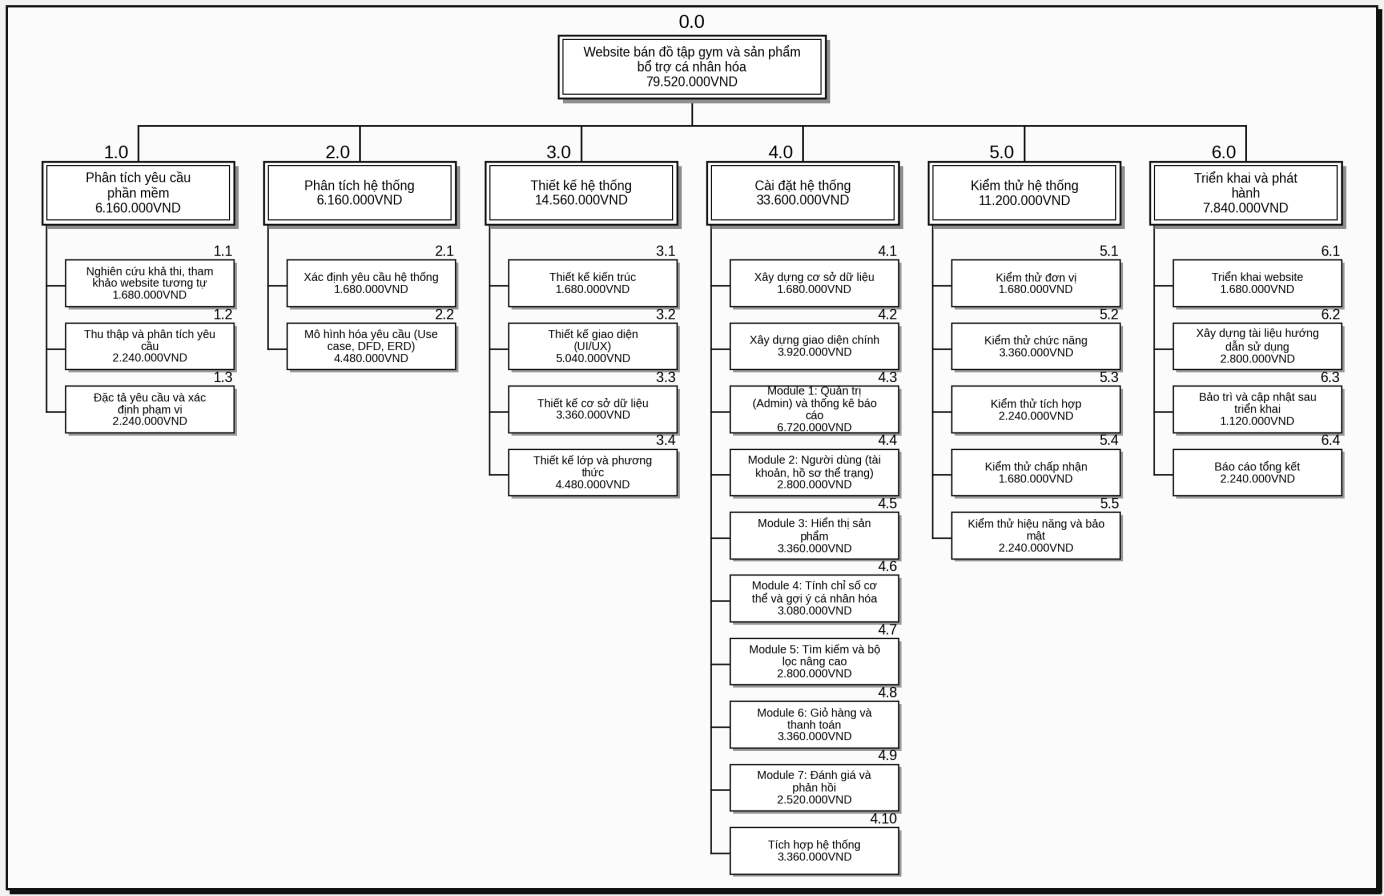 0.0
Website bán đồ tập gym và sản phẩm
bổ trợ cá nhân hóa
79.520.000VND
1.0
Phân tích yêu cầu
phần mềm
6.160.000VND
1.1
Nghiên cứu khả thi, tham
khảo website tương tự
1.680.000VND
1.2
Thu thập và phân tích yêu
cầu
2.240.000VND
1.3
Đặc tả yêu cầu và xác
định phạm vi
2.240.000VND
2.0
Phân tích hệ thống
6.160.000VND
2.1
Xác định yêu cầu hệ thống
1.680.000VND
2.2
Mô hình hóa yêu cầu (Use
case, DFD, ERD)
4.480.000VND
3.0
Thiết kế hệ thống
14.560.000VND
3.1
Thiết kế kiến trúc
1.680.000VND
3.2
Thiết kế giao diện
(UI/UX)
5.040.000VND
3.3
Thiết kế cơ sở dữ liệu
3.360.000VND
3.4
Thiết kế lớp và phương
thức
4.480.000VND
4.0
Cài đặt hệ thống
33.600.000VND
4.1
Xây dựng cơ sở dữ liệu
1.680.000VND
4.2
Xây dựng giao diện chính
3.920.000VND
4.3
Module 1: Quản trị
(Admin) và thống kê báo
cáo
6.720.000VND
4.4
Module 2: Người dùng (tài
khoản, hồ sơ thể trạng)
2.800.000VND
4.5
Module 3: Hiển thị sản
phẩm
3.360.000VND
4.6
Module 4: Tính chỉ số cơ
thể và gợi ý cá nhân hóa
3.080.000VND
4.7
Module 5: Tìm kiếm và bộ
lọc nâng cao
2.800.000VND
4.8
Module 6: Giỏ hàng và
thanh toán
3.360.000VND
4.9
Module 7: Đánh giá và
phản hồi
2.520.000VND
4.10
Tích hợp hệ thống
3.360.000VND
5.0
Kiểm thử hệ thống
11.200.000VND
5.1
Kiểm thử đơn vị
1.680.000VND
5.2
Kiểm thử chức năng
3.360.000VND
5.3
Kiểm thử tích hợp
2.240.000VND
5.4
Kiểm thử chấp nhận
1.680.000VND
5.5
Kiểm thử hiệu năng và bảo
mật
2.240.000VND
6.0
Triển khai và phát
hành
7.840.000VND
6.1
Triển khai website
1.680.000VND
6.2
Xây dựng tài liệu hướng
dẫn sử dụng
2.800.000VND
6.3
Bảo trì và cập nhật sau
triển khai
1.120.000VND
6.4
Báo cáo tổng kết
2.240.000VND